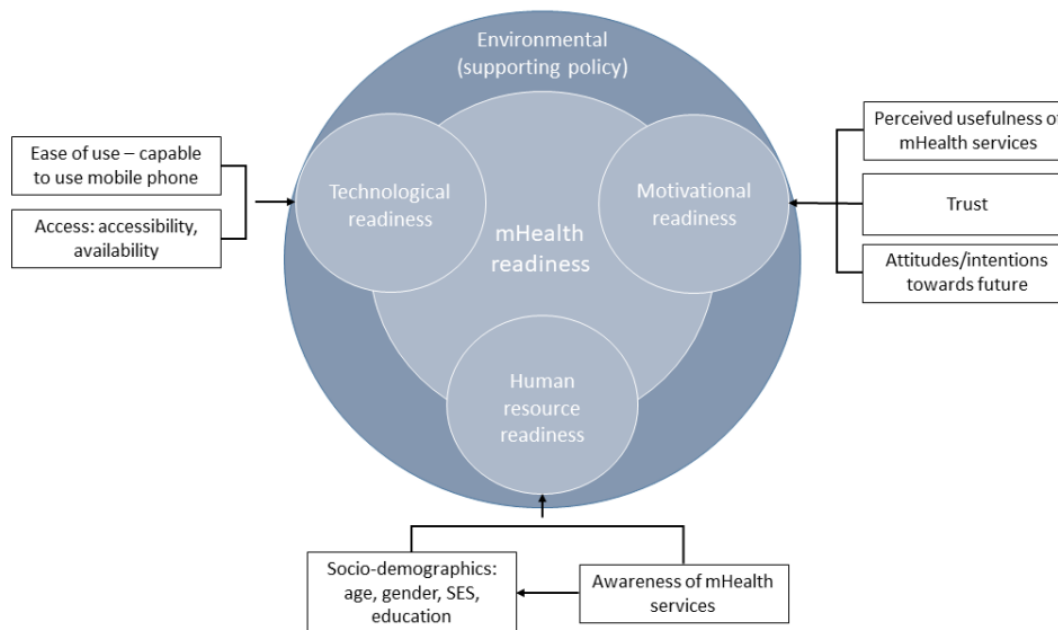 Environmental
(supporting policy)
Ease of use – capable
to use mobile phone
Access: accessibility,
availability
Technological
readiness
mHealth
readiness
Motivational
readiness
Perceived usefulness of
mHealth services
Trust
Attitudes/intentions
towards future
Human
resource
readiness
Socio-demographics:
age, gender, SES,
education
Awareness of mHealth
services